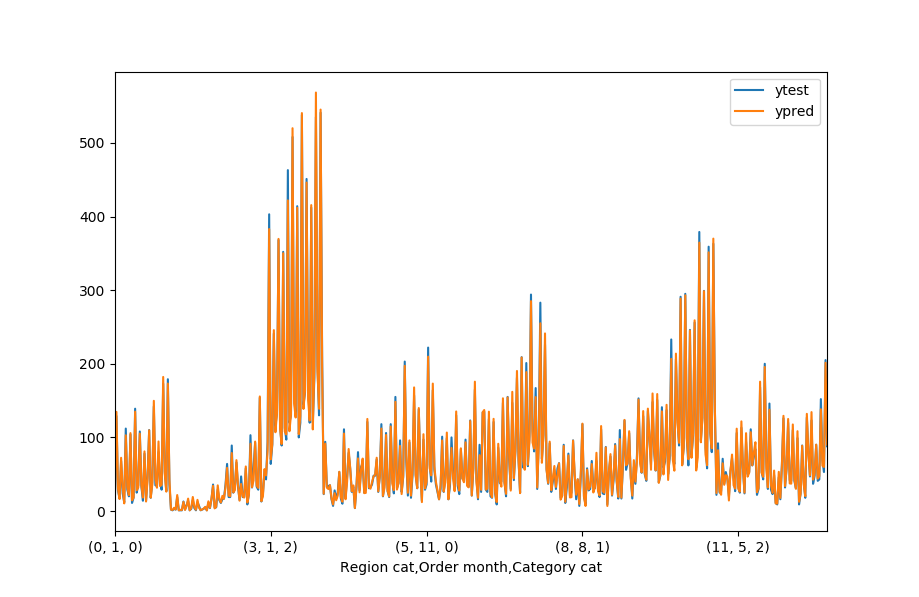 ytest
ypred
500
400
300
200
100
0
(0, 1, 0) (3, 1, 2) (5, 11, 0) (8, 8, 1) (11, 5, 2)
Region cat,Order month,Category cat